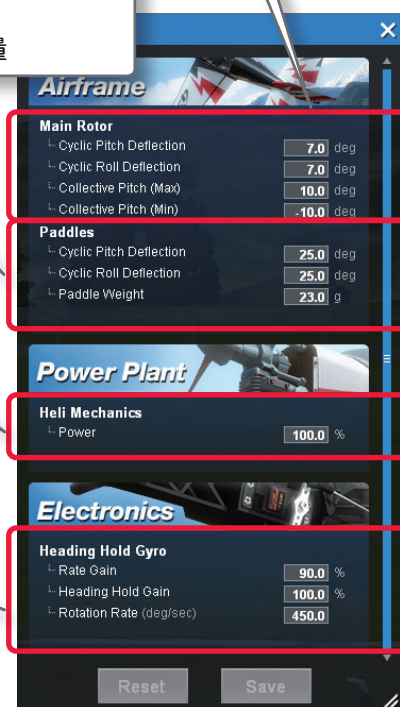 量
Airframe
Main Rotor
Cyclic Pitch Deflection 7.0 deg
Cyclic Roll Deflection 7.0 deg
Collective Pitch (Max) 10.0 deg
Collective Pitch (Min) -10.0 deg
Paddles
Cyclic Pitch Deflection 25.0 deg
Cyclic Roll Deflection 25.0 deg
Paddle Weight 23.0 g
Power Plant
Heli Mechanics
Power 100.0 %
Electronics
Heading Hold Gyro
Rate Gain 90.0 %
Heading Hold Gain 100.0 %
Rotation Rate (deg/sec) 450.0
Reset Save